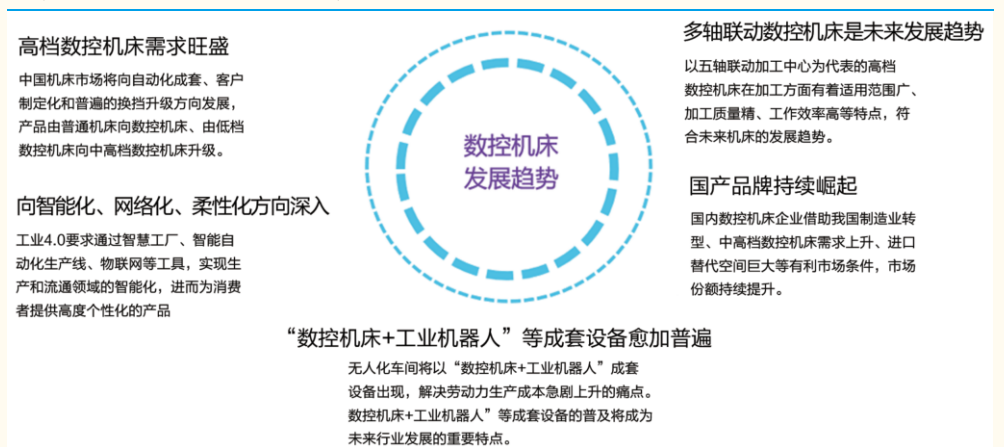 高档数控机床需求旺盛
中国机床市场将向自动化成套、客户
制定化和普遍的换挡升级方向发展，
产品由普通机床向数控机床、由低档
数控机床向中高档数控机床升级。
向智能化、网络化、柔性化方向深入
工业4.0要求通过智慧工厂、智能自
动化生产线、物联网等工具，实现生
产和流通领域的智能化，进而为消费
者提供高度个性化的产品
数控机床
发展趋势
多轴联动数控机床是未来发展趋势
以五轴联动加工中心为代表的高档
数控机床在加工方面有着适用范围广、
加工质量精、工作效率高等特点，符
合未来机床的发展趋势。
国产品牌持续崛起
国内数控机床企业借助我国制造业转
型、中高档数控机床需求上升、进口
替代空间巨大等有利市场条件，市场
份额持续提升。
“数控机床+工业机器人”等成套设备愈加普遍
无人化车间将以“数控机床+工业机器人”成套
设备出现，解决劳动力生产成本急剧上升的痛点。
数控机床+工业机器人”等成套设备的普及将成为
未来行业发展的重要特点。